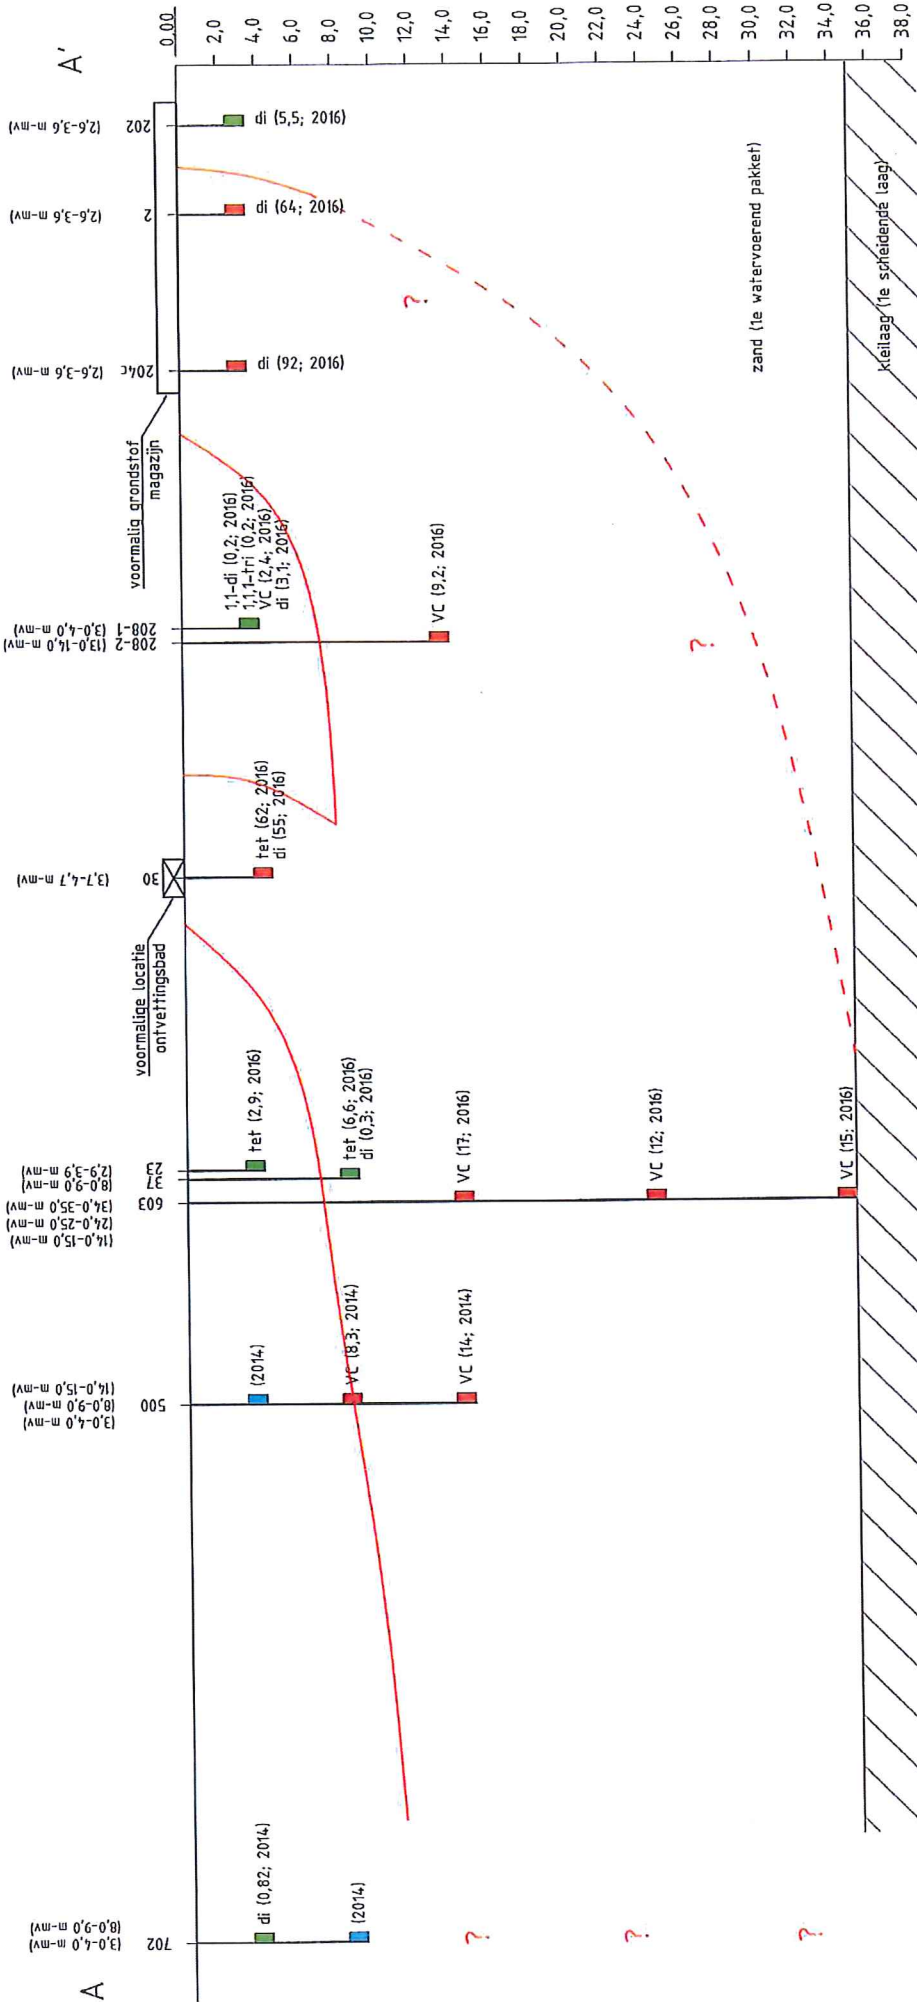 A
A'
(3,0-4,0 m-mv)
(8,0-9,0 m-mv)
702
di (0,82; 2014)
(2014)
?
?
?
(3,0-4,0 m-mv)
(8,0-9,0 m-mv)
(14,0-15,0 m-mv)
500
(2014)
VC (8,3; 2014)
VC (14; 2014)
(14,0-15,0 m-mv)
(24,0-25,0 m-mv)
(34,0-35,0 m-mv)
603
(8,0-9,0 m-mv)
37
(2,9-3,9 m-mv)
23
tet (2,9; 2016)
tet (6,6; 2016)
di (0,3; 2016)
VC (17; 2016)
VC (12; 2016)
VC (15; 2016)
voormalige locatie
ontvettingsbad
(3,7-4,7 m-mv)
30
tet (62; 2016)
di (55; 2016)
(13,0-14,0 m-mv)
208-2
(3,0-4,0 m-mv)
208-1
1,1-di (0,2; 2016)
1,1,1-tri (0,2; 2016)
VC (2,4; 2016)
di (3,1; 2016)
VC (9,2; 2016)
?
voormalig grondstof
magazijn
(2,6-3,6 m-mv)
204c
di (92; 2016)
?
(2,6-3,6 m-mv)
2
di (64; 2016)
(2,6-3,6 m-mv)
202
di (5,5; 2016)
zand (1e watervoerend pakket)
kleilaag (1e scheidende laag)
0,00
2,0
4,0
6,0
8,0
10,0
12,0
14,0
16,0
18,0
20,0
22,0
24,0
26,0
28,0
30,0
32,0
34,0
36,0
38,0